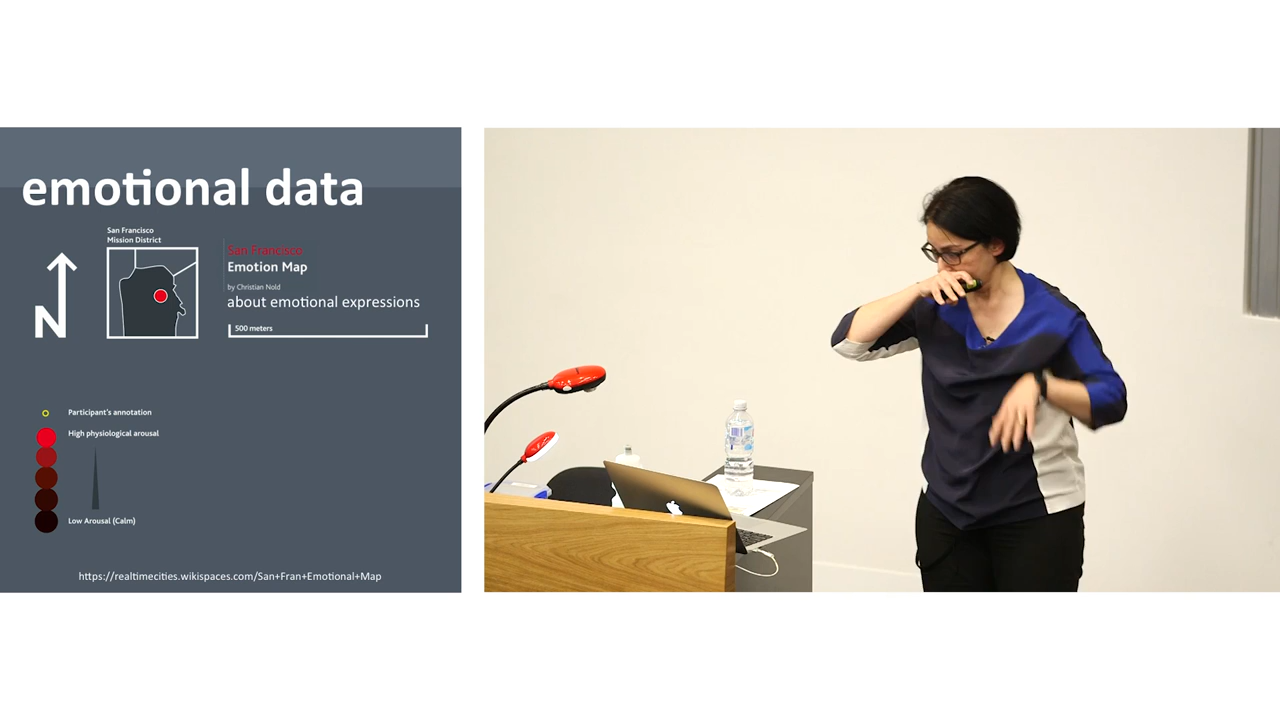 emotional data
San Francisco
Mission District
San Francisco
Emotion Map
by Christian Nold
about emotional expressions
500 meters
N
Participant's annotation
High physiological arousal
Low Arousal (Calm)
https://realtimecities.wikispaces.com/San+Fran+Emotional+Map